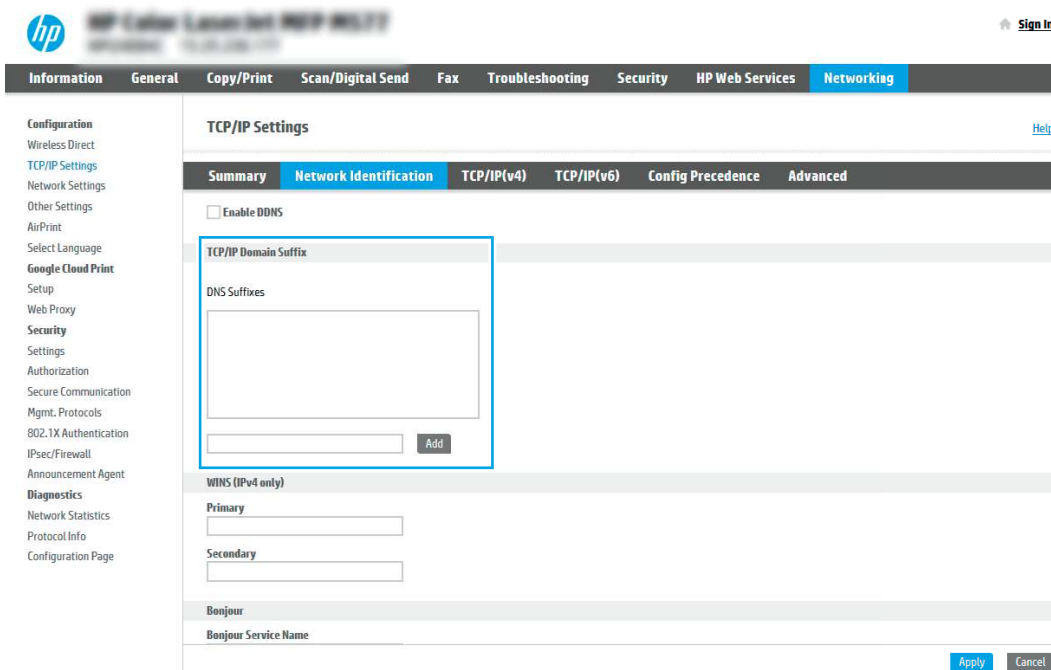 hp
Sign In
Information General Copy/Print Scan/Digital Send Fax Troubleshooting Security HP Web Services Networking
Configuration
Wireless Direct
TCP/IP Settings
Network Settings
Other Settings
AirPrint
Select Language
Google Cloud Print
Setup
Web Proxy
Security
Settings
Authorization
Secure Communication
Mgmt. Protocols
802.1X Authentication
IPsec/Firewall
Announcement Agent
Diagnostics
Network Statistics
Protocol Info
Configuration Page
TCP/IP Settings
Help
Summary Network Identification TCP/IP(v4) TCP/IP(v6) Config Precedence Advanced
Enable DDNS
TCP/IP Domain Suffix
DNS Suffixes
Add
WINS (IPv4 only)
Primary
Secondary
Bonjour
Bonjour Service Name
Apply Cancel